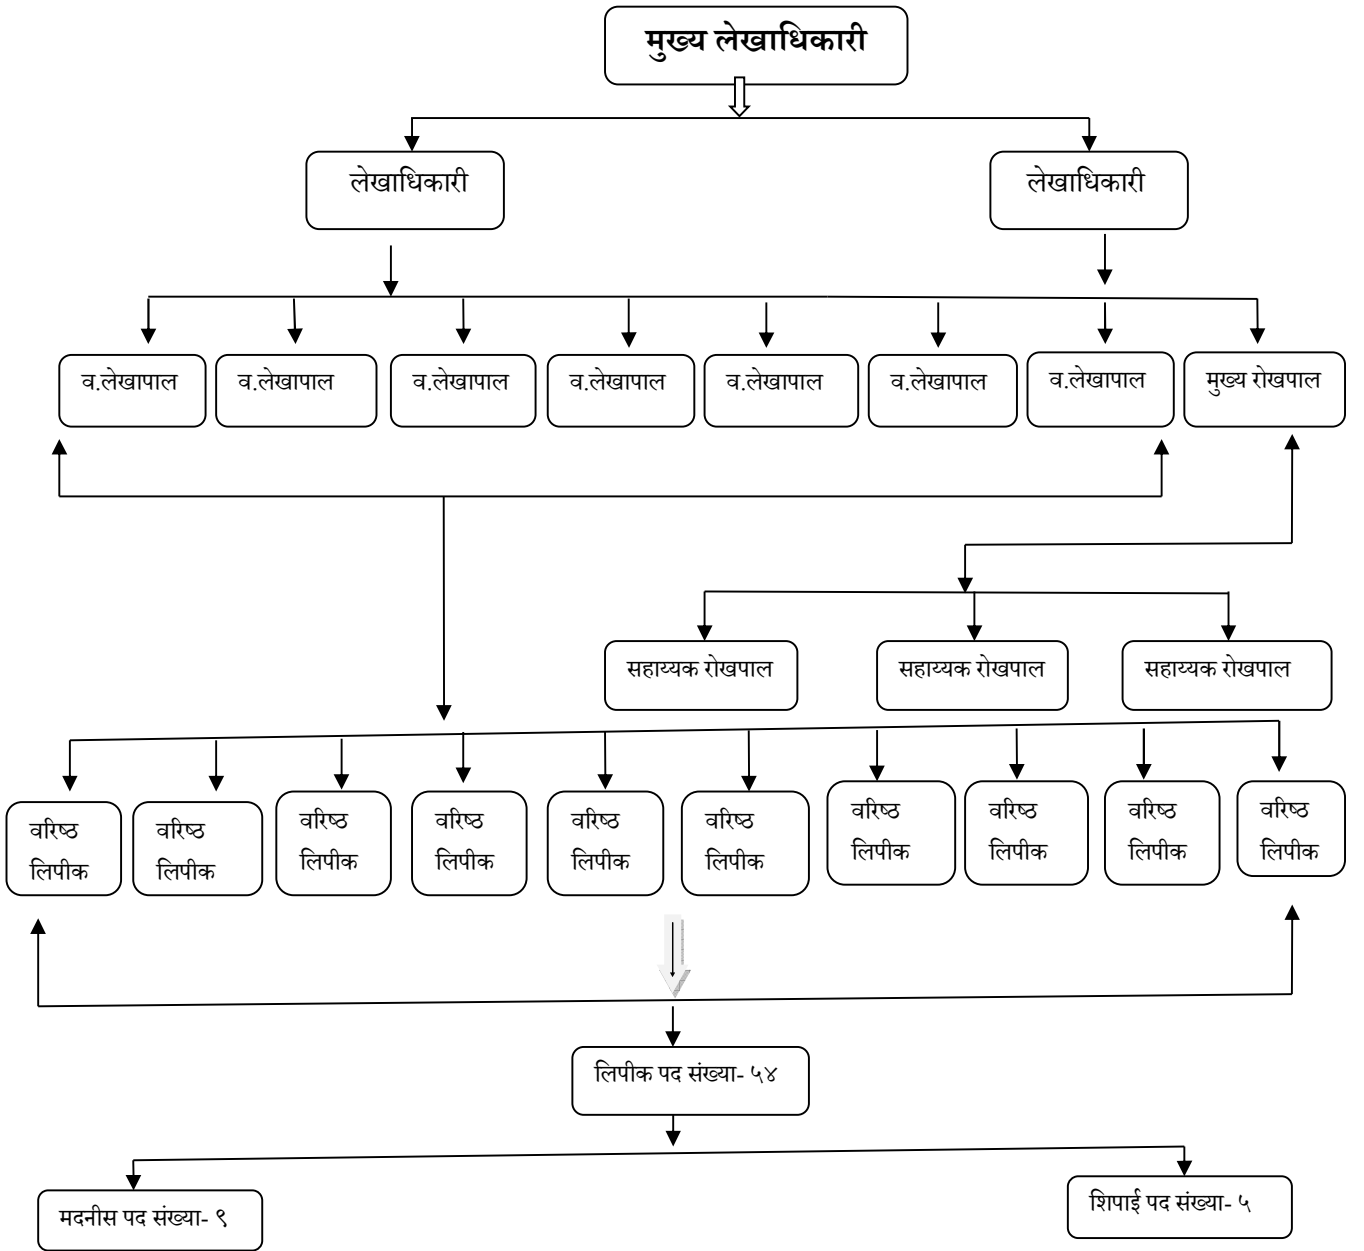 मुख्य लेखाधिकारी
लेखाधिकारी
लेखाधिकारी
व.लेखापाल
व.लेखापाल
व.लेखापाल
व.लेखापाल
व.लेखापाल
व.लेखापाल
व.लेखापाल
मुख्य रोखपाल
सहाय्यक रोखपाल
सहाय्यक रोखपाल
सहाय्यक रोखपाल
वरिष्ठ
लिपीक
वरिष्ठ
लिपीक
वरिष्ठ
लिपीक
वरिष्ठ
लिपीक
वरिष्ठ
लिपीक
वरिष्ठ
लिपीक
वरिष्ठ
लिपीक
वरिष्ठ
लिपीक
वरिष्ठ
लिपीक
वरिष्ठ
लिपीक
लिपीक पद संख्या- ५४
मदनीस पद संख्या- ९
शिपाई पद संख्या- ५